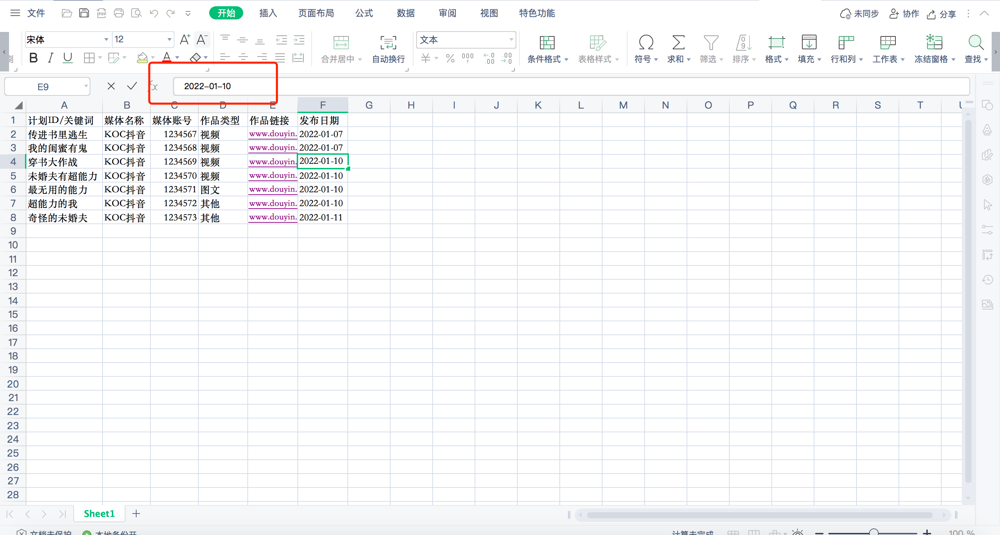 文件 开始 插入 页面布局 公式 数据 审阅 视图 特色功能 未同步 协作 分享
宋体 12 A+ A- 文本
B I U A 合并居中 自动换行 ¥ % 000 , ←.0 .00 .00 →.0 条件格式 表格样式 符号 求和 筛选 排序 格式 填充 行和列 工作表 冻结窗格 查找
E9 fx 2022-01-10
A B C D E F G H I J K L M N O P Q R S T
1 计划ID/关键词 媒体名称 媒体账号 作品类型 作品链接 发布日期
2 传进书里逃生 KOC抖音 1234567 视频 www.douyin. 2022-01-07
3 我的闺蜜有鬼 KOC抖音 1234568 视频 www.douyin. 2022-01-07
4 穿书大作战 KOC抖音 1234569 视频 www.douyin. 2022-01-10
5 未婚夫有超能力 KOC抖音 1234570 视频 www.douyin. 2022-01-10
6 最无用的能力 KOC抖音 1234571 图文 www.douyin. 2022-01-10
7 超能力的我 KOC抖音 1234572 其他 www.douyin. 2022-01-10
8 奇怪的未婚夫 KOC抖音 1234573 其他 www.douyin. 2022-01-11
9
10
11
12
13
14
15
16
17
18
19
20
21
22
23
24
25
26
27
28
Sheet1
文档未保护 本地备份开 计算未完成 100 %